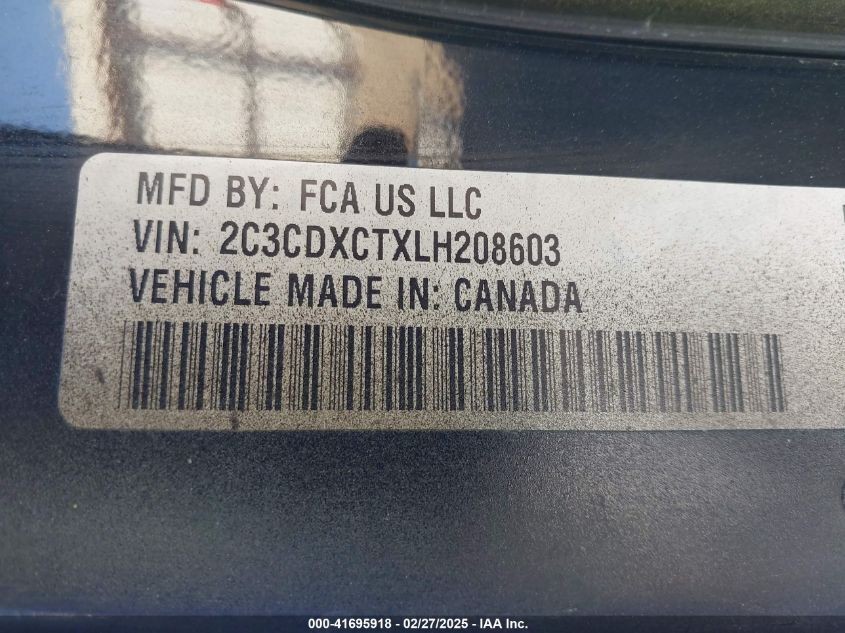 MFD BY: FCA US LLC
VIN: 2C3CDXCTXLH208603
VEHICLE MADE IN: CANADA
000-41695918 - 02/27/2025 - IAA Inc.